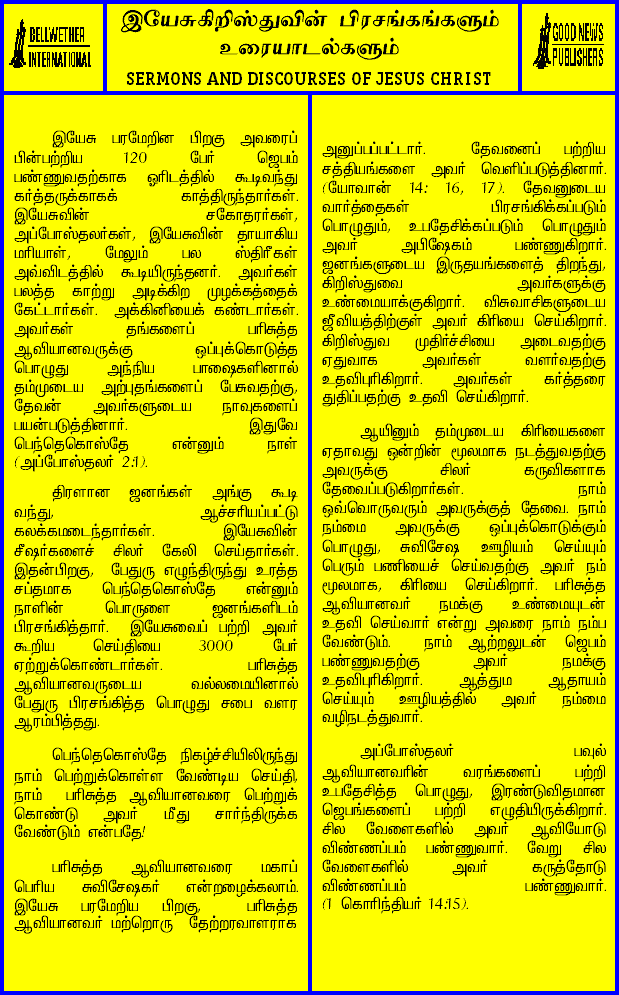 BELLWETHER
INTERNATIONAL
இயேசுகிறிஸ்துவின் பிரசங்கங்களும்
உரையாடல்களும்
SERMONS AND DISCOURSES OF JESUS CHRIST
GOOD NEWS
PUBLISHERS
இயேசு பரமேறின பிறகு அவரைப்
பின்பற்றிய 120 பேர் ஜெபம்
பண்ணுவதற்காக ஓரிடத்தில் கூடிவந்து
கர்த்தருக்காகக் காத்திருந்தார்கள்.
இயேசுவின் சகோதரர்கள்,
அப்போஸ்தலர்கள், இயேசுவின் தாயாகிய
மரியாள், மேலும் பல ஸ்திரீகள்
அவ்விடத்தில் கூடியிருந்தனர். அவர்கள்
பலத்த காற்று அடிக்கிற முழக்கத்தைக்
கேட்டார்கள். அக்கினியைக் கண்டார்கள்.
அவர்கள் தங்களைப் பரிசுத்த
ஆவியானவருக்கு ஒப்புக்கொடுத்த
பொழுது அந்நிய பாஷைகளினால்
தம்முடைய அற்புதங்களைப் பேசுவதற்கு,
தேவன் அவர்களுடைய நாவுகளைப்
பயன்படுத்தினார். இதுவே
பெந்தெகொஸ்தே என்னும் நாள்
(அப்போஸ்தலர் 2:1).
திரளான ஜனங்கள் அங்கு கூடி
வந்து, ஆச்சரியப்பட்டு
கலக்கமடைந்தார்கள். இயேசுவின்
சீஷர்களைச் சிலர் கேலி செய்தார்கள்.
இதன்பிறகு, பேதுரு எழுந்திருந்து உரத்த
சப்தமாக பெந்தெகொஸ்தே என்னும்
நாளின் பொருளை ஜனங்களிடம்
பிரசங்கித்தார். இயேசுவைப் பற்றி அவர்
கூறிய செய்தியை 3000 பேர்
ஏற்றுக்கொண்டார்கள். பரிசுத்த
ஆவியானவருடைய வல்லமையினால்
பேதுரு பிரசங்கித்த பொழுது சபை வளர
ஆரம்பித்தது.
பெந்தெகொஸ்தே நிகழ்ச்சியிலிருந்து
நாம் பெற்றுக்கொள்ள வேண்டிய செய்தி,
நாம் பரிசுத்த ஆவியானவரை பெற்றுக்
கொண்டு அவர் மீது சார்ந்திருக்க
வேண்டும் என்பதே!
பரிசுத்த ஆவியானவரை மகாப்
பெரிய சுவிசேஷகர் என்றழைக்கலாம்.
இயேசு பரமேறிய பிறகு, பரிசுத்த
ஆவியானவர் மற்றொரு தேற்றரவாளராக
அனுப்பப்பட்டார். தேவனைப் பற்றிய
சத்தியங்களை அவர் வெளிப்படுத்தினார்.
(யோவான் 14: 16, 17). தேவனுடைய
வார்த்தைகள் பிரசங்கிக்கப்படும்
பொழுதும், உபதேசிக்கப்படும் பொழுதும்
அவர் அபிஷேகம் பண்ணுகிறார்.
ஜனங்களுடைய இருதயங்களைத் திறந்து,
கிறிஸ்துவை அவர்களுக்கு
உண்மையாக்குகிறார். விசுவாசிகளுடைய
ஜீவியத்திற்குள் அவர் கிரியை செய்கிறார்.
கிறிஸ்துவ முதிர்ச்சியை அடைவதற்கு
ஏதுவாக அவர்கள் வளர்வதற்கு
உதவிபுரிகிறார். அவர்கள் கர்த்தரை
துதிப்பதற்கு உதவி செய்கிறார்.
ஆயினும் தம்முடைய கிரியைகளை
ஏதாவது ஒன்றின் மூலமாக நடத்துவதற்கு
அவருக்கு சிலர் கருவிகளாக
தேவைப்படுகிறார்கள். நாம்
ஒவ்வொருவரும் அவருக்குத் தேவை. நாம்
நம்மை அவருக்கு ஒப்புக்கொடுக்கும்
பொழுது, சுவிசேஷ ஊழியம் செய்யும்
பெரும் பணியைச் செய்வதற்கு அவர் நம்
மூலமாக, கிரியை செய்கிறார். பரிசுத்த
ஆவியானவர் நமக்கு உண்மையுடன்
உதவி செய்வார் என்று அவரை நாம் நம்ப
வேண்டும். நாம் ஆற்றலுடன் ஜெபம்
பண்ணுவதற்கு அவர் நமக்கு
உதவிபுரிகிறார். ஆத்தும ஆதாயம்
செய்யும் ஊழியத்தில் அவர் நம்மை
வழிநடத்துவார்.
அப்போஸ்தலர் பவுல்
ஆவியானவரின் வரங்களைப் பற்றி
உபதேசித்த பொழுது, இரண்டுவிதமான
ஜெபங்களைப் பற்றி எழுதியிருக்கிறார்.
சில வேளைகளில் அவர் ஆவியோடு
விண்ணப்பம் பண்ணுவார். வேறு சில
வேளைகளில் அவர் கருத்தோடு
விண்ணப்பம் பண்ணுவார்.
(1 கொரிந்தியர் 14:15).